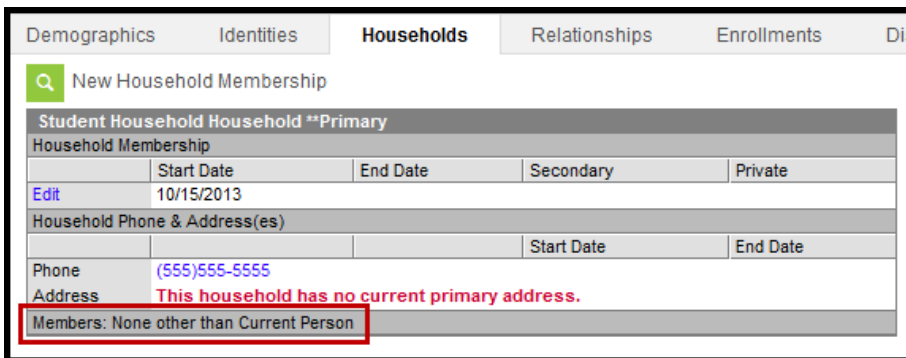 Demographics Identities Households Relationships Enrollments Di
New Household Membership
Student Household Household **Primary
Household Membership
Start Date End Date Secondary Private
Edit 10/15/2013
Household Phone & Address(es)
Start Date End Date
Phone (555)555-5555
Address This household has no current primary address.
Members: None other than Current Person